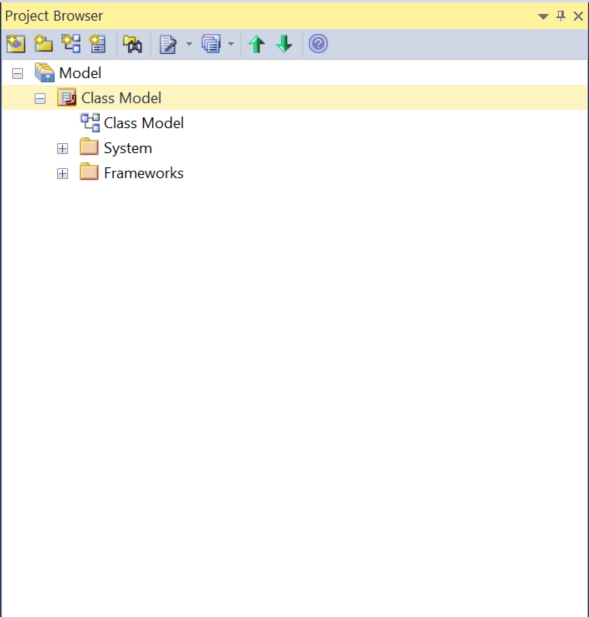 Project Browser
Model
Class Model
Class Model
System
Frameworks